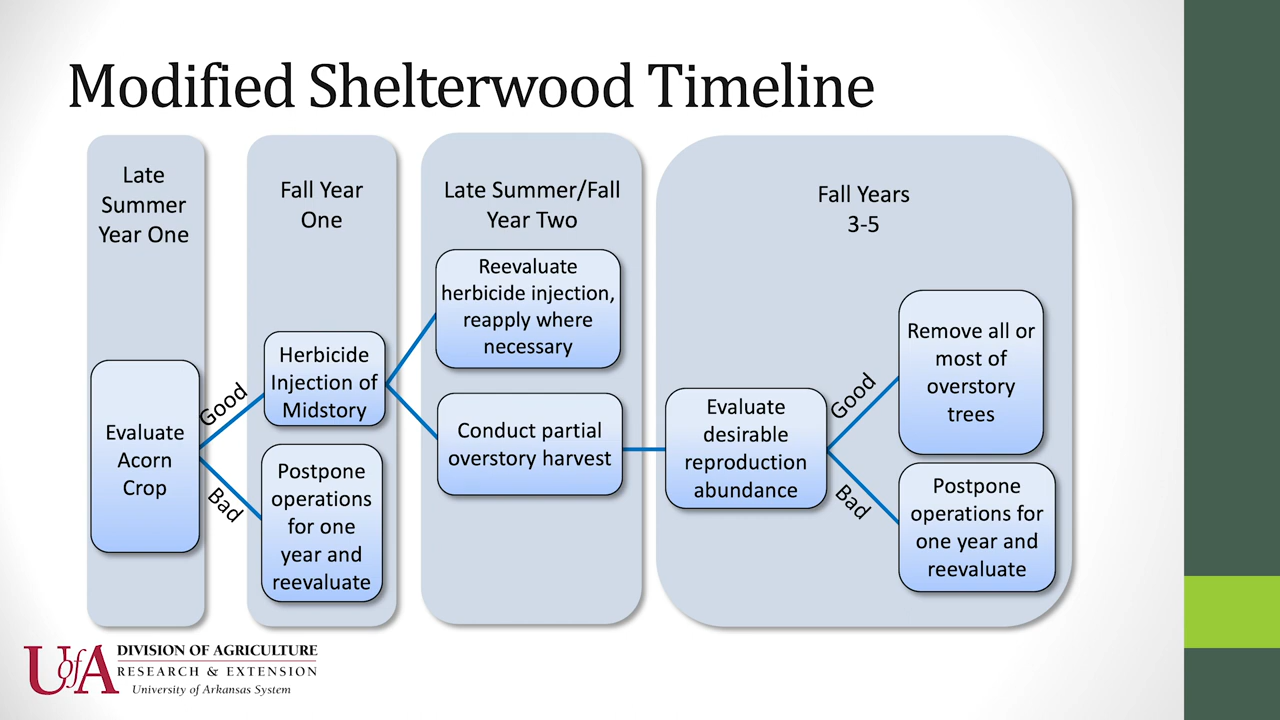 Modified Shelterwood Timeline
Late
Summer
Year One
Evaluate
Acorn
Crop
Good
Bad
Fall Year
One
Herbicide
Injection of
Midstory
Postpone
operations
for one
year and
reevaluate
Late Summer/Fall
Year Two
Reevaluate
herbicide injection,
reapply where
necessary
Conduct partial
overstory harvest
Fall Years
3-5
Evaluate
desirable
reproduction
abundance
Good
Bad
Remove all or
most of
overstory
trees
Postpone
operations for
one year and
reevaluate
UofA
DIVISION OF AGRICULTURE
RESEARCH & EXTENSION
University of Arkansas System